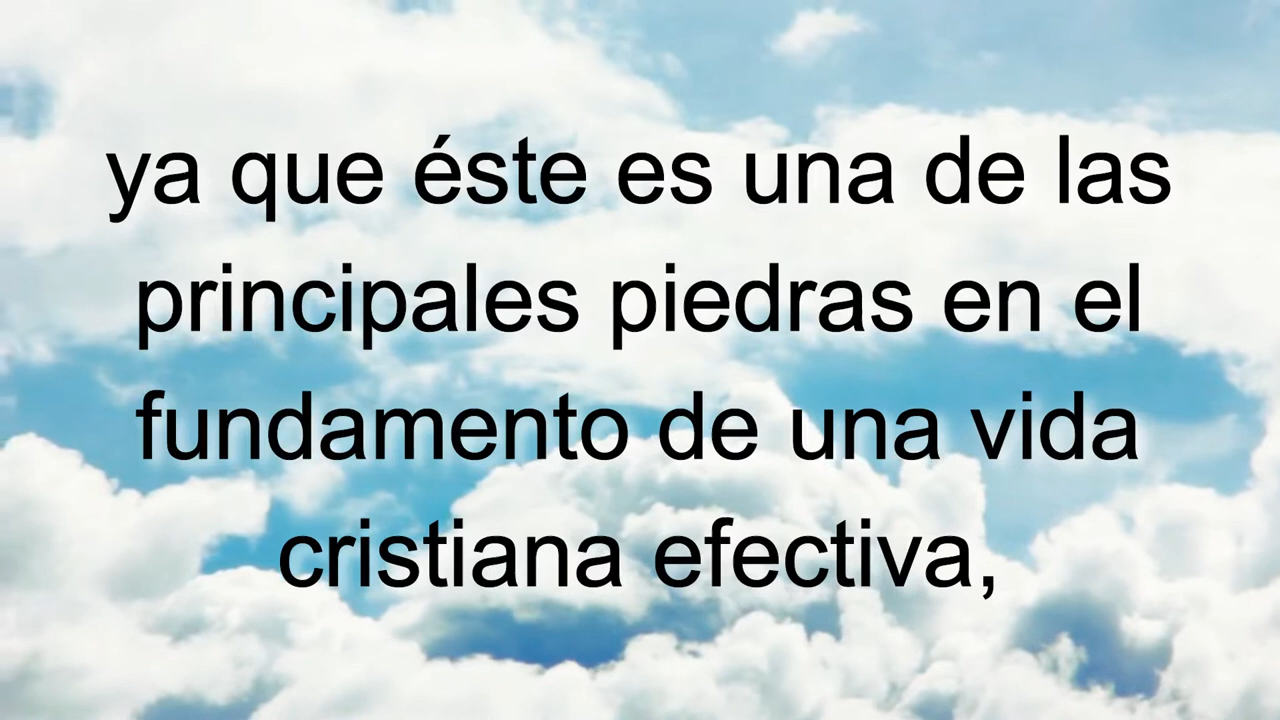 ya que éste es una de las
principales piedras en el
fundamento de una vida
cristiana efectiva,